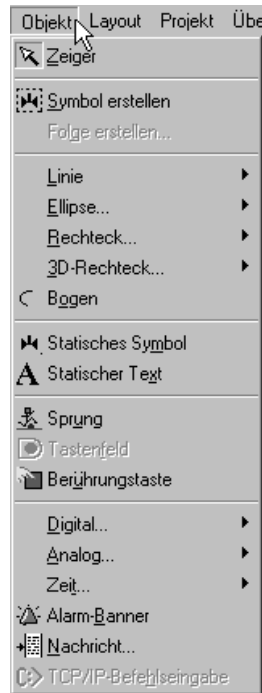 Objekt Layout Projekt Übe
Zeiger
Symbol erstellen
Folge erstellen...
Linie
Ellipse...
Rechteck...
3D-Rechteck...
Bogen
Statisches Symbol
Statischer Text
Sprung
Tastenfeld
Berührungstaste
Digital...
Analog...
Zeit...
Alarm-Banner
Nachricht...
TCP/IP-Befehlseingabe